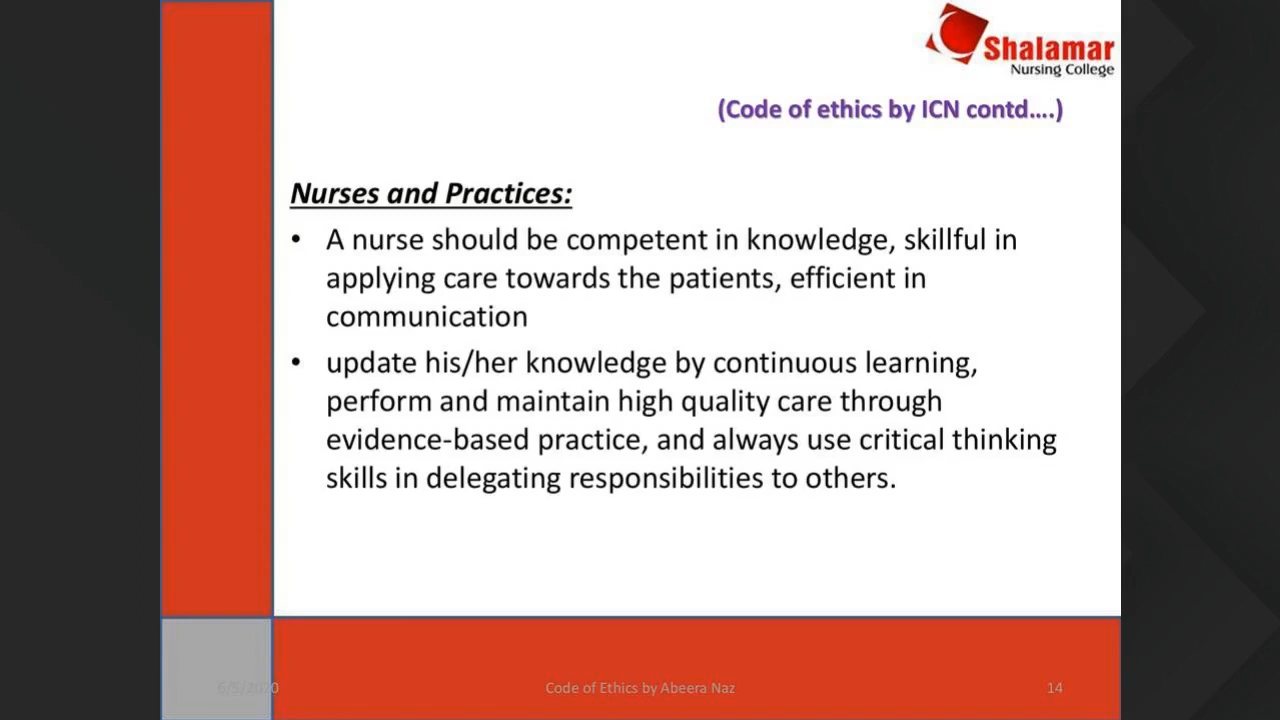 Shalamar
Nursing College
(Code of ethics by ICN contd....)
Nurses and Practices:
• A nurse should be competent in knowledge, skillful in
applying care towards the patients, efficient in
communication
• update his/her knowledge by continuous learning,
perform and maintain high quality care through
evidence-based practice, and always use critical thinking
skills in delegating responsibilities to others.
Code of Ethics by Abeera Naz
14